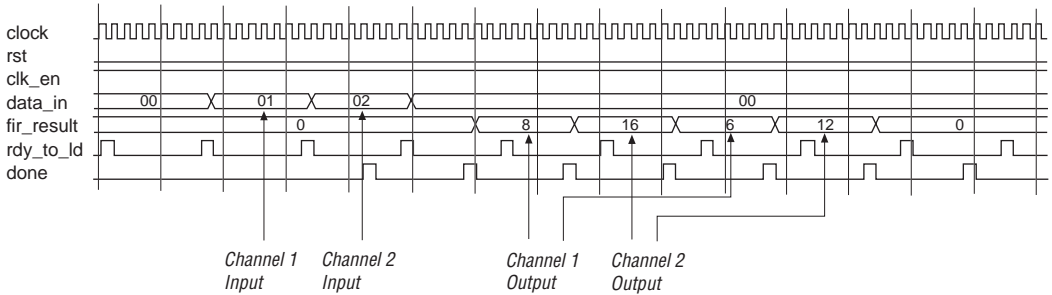 clock
rst
clk_en
data_in 00 01 02 00
fir_result 0 8 16 6 12 0
rdy_to_ld
done
Channel 1 Input
Channel 2 Input
Channel 1 Output
Channel 2 Output